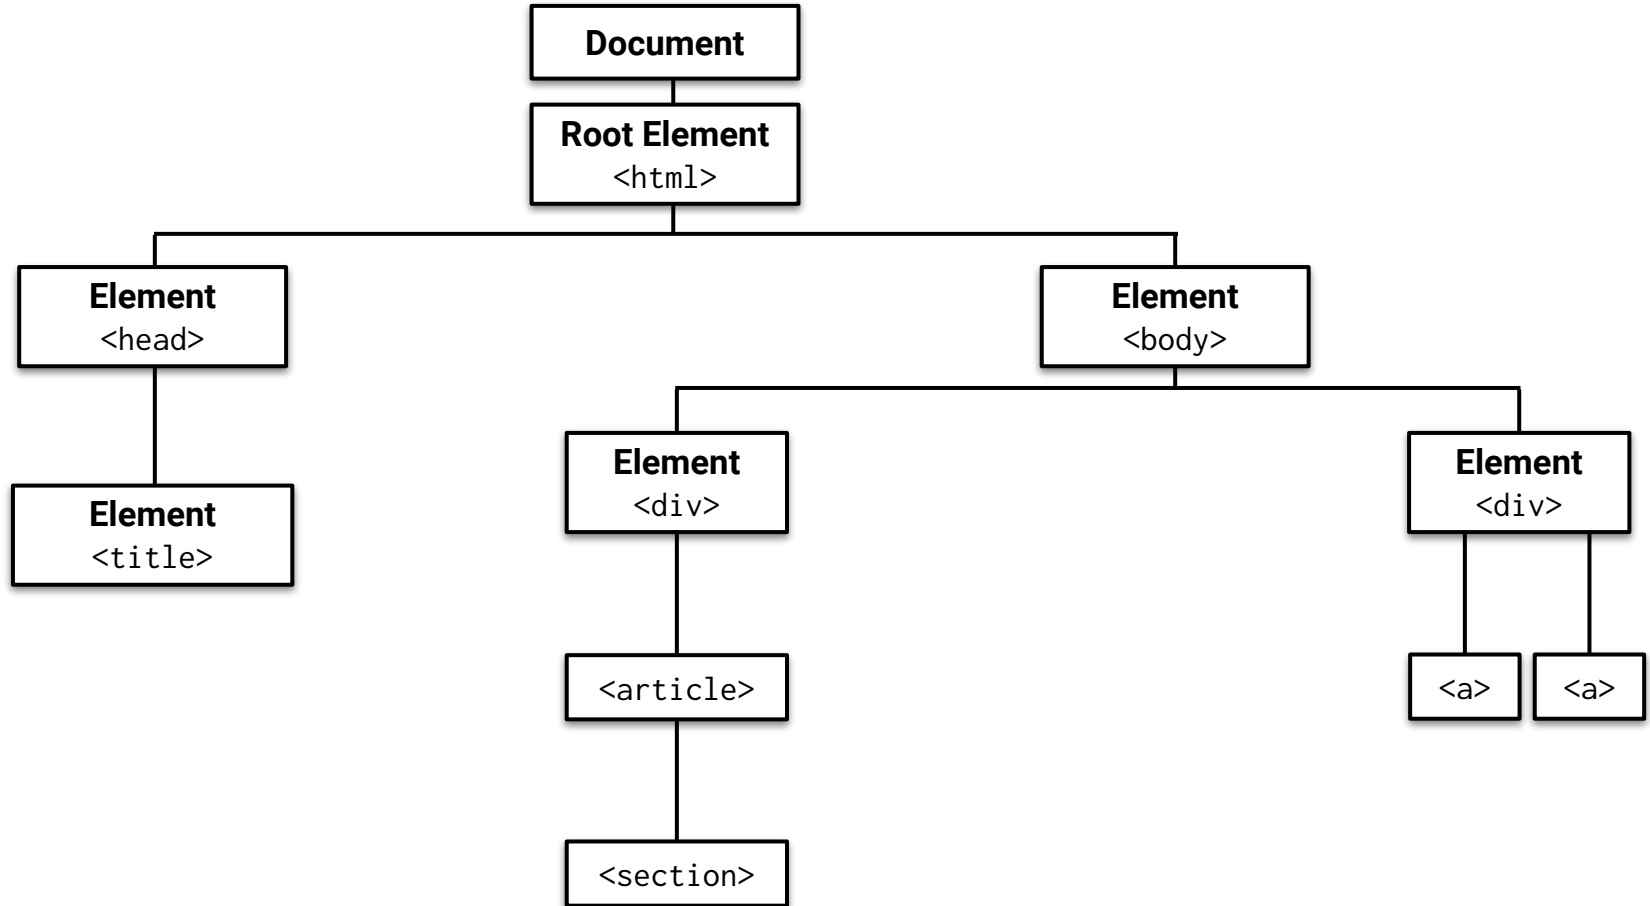 Document
Root Element
<html>
Element
<head>
Element
<body>
Element
<div>
Element
<div>
Element
<title>
<article>
<a>
<a>
<section>